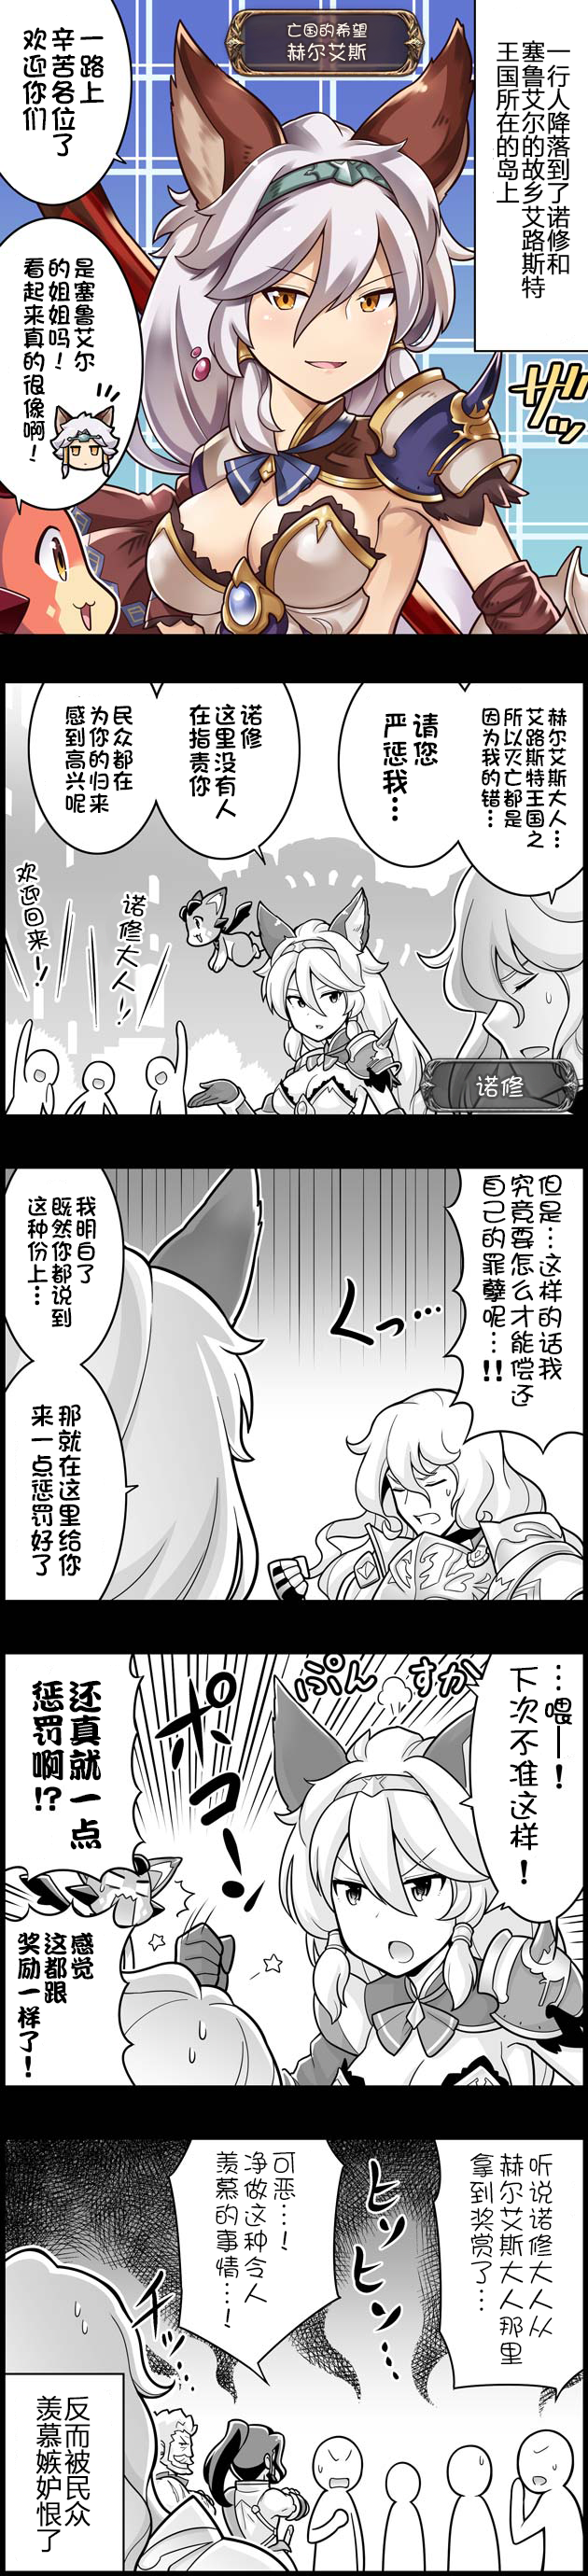 一行人降落到了诺修和
塞鲁艾尔的故乡艾路斯特
王国所在的岛上
亡国的希望
赫尔艾斯
一路上
辛苦各位了
欢迎你们
是塞鲁艾尔
的姐姐吗！
看起来真的很像啊！
ザッ
赫尔艾斯大人…
艾路斯特王国之
所以灭亡都是
因为我的错…
请您
严惩我…
诺修
这里没有人
在指责你
民众都在
为你的归来
感到高兴呢
诺修大人！！
欢迎回来！！
诺修
但是…这样的话我
究竟要怎么才能偿还
自己的罪孽呢…！！
くっ…
我明白了
既然你都说到
这种份上…
那就在这里给你
来一点惩罚好了
…喂—！
下次不准这样！
ぷん すか
ポコー！
还真就一点
惩罚啊！？
感觉
这都跟
奖励一样了！
听说诺修大人从
赫尔艾斯大人那里
拿到奖赏了…
ヒソヒソ…
可恶…！
净做这种令人
羡慕的事情…！
チッ…
反而被民众
羡慕嫉妒恨了